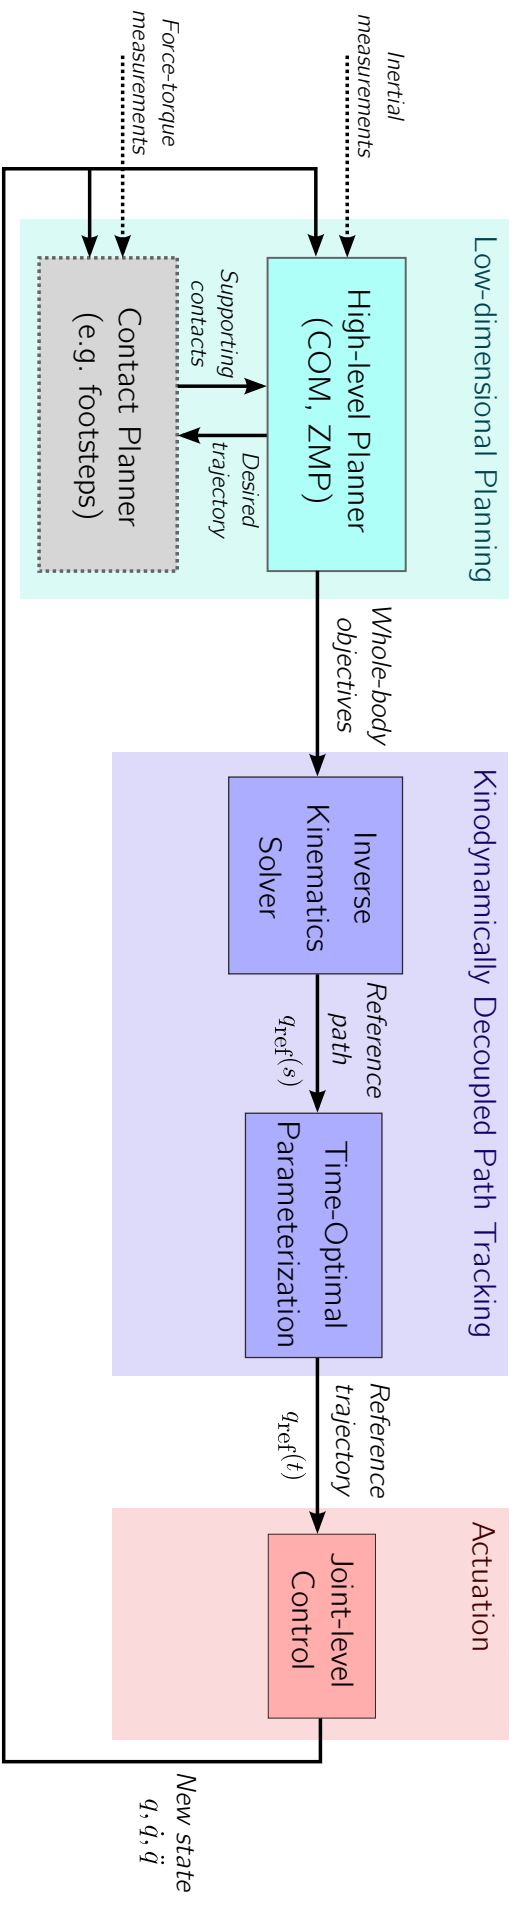 Low-dimensional Planning
Inertial
measurements
High-level Planner
(COM, ZMP)
Supporting
contacts
Desired
trajectory
Force-torque
measurements
Contact Planner
(e.g. footsteps)
Whole-body
objectives
Kinodynamically Decoupled Path Tracking
Inverse
Kinematics
Solver
Reference
path
q_ref(s)
Time-Optimal
Parameterization
Reference
trajectory
q_ref(t)
Actuation
Joint-level
Control
New state
q, q̇, q̈